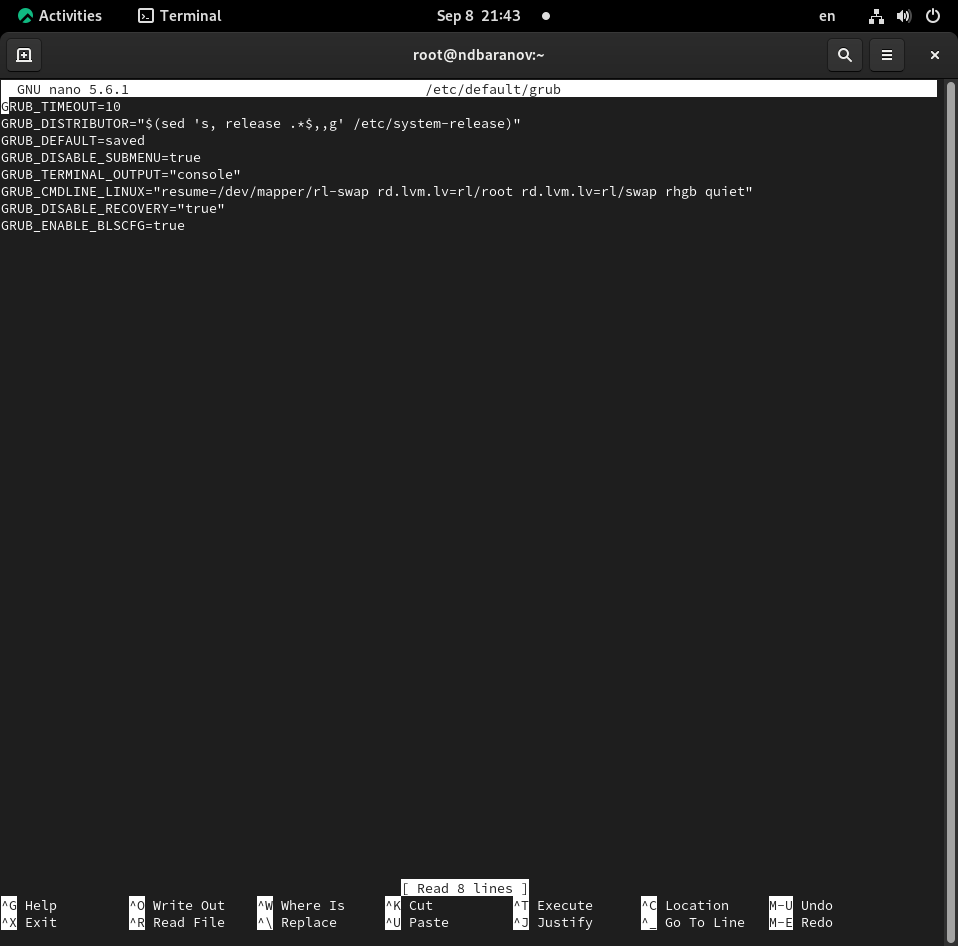 Activities Terminal Sep 8 21:43 en
root@ndbaranov:~
GNU nano 5.6.1 /etc/default/grub
GRUB_TIMEOUT=10
GRUB_DISTRIBUTOR="$(sed 's, release .*$,,g' /etc/system-release)"
GRUB_DEFAULT=saved
GRUB_DISABLE_SUBMENU=true
GRUB_TERMINAL_OUTPUT="console"
GRUB_CMDLINE_LINUX="resume=/dev/mapper/rl-swap rd.lvm.lv=rl/root rd.lvm.lv=rl/swap rhgb quiet"
GRUB_DISABLE_RECOVERY="true"
GRUB_ENABLE_BLSCFG=true
[ Read 8 lines ]
^G Help ^O Write Out ^W Where Is ^K Cut ^T Execute ^C Location M-U Undo
^X Exit ^R Read File ^\ Replace ^U Paste ^J Justify ^_ Go To Line M-E Redo